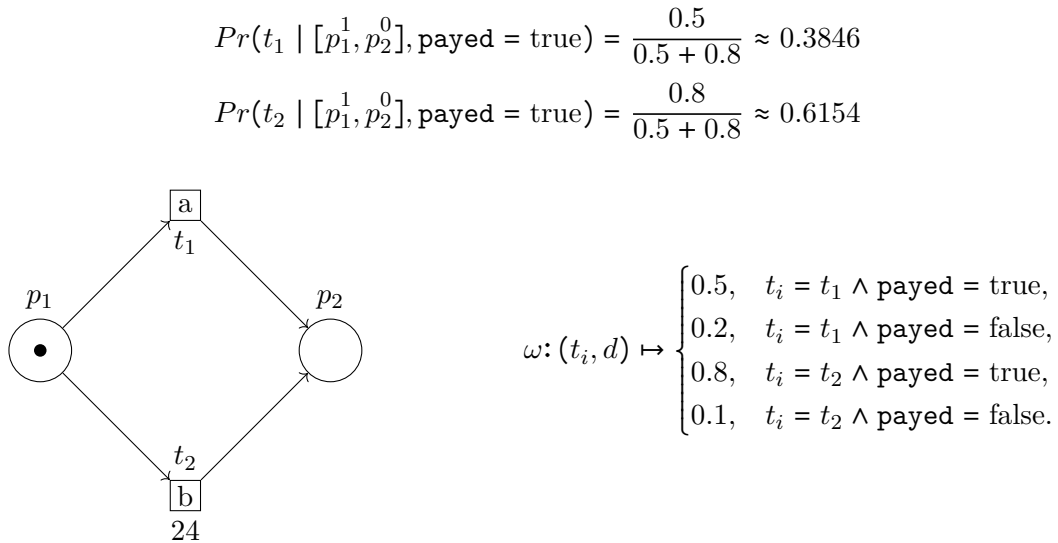 Pr(t₁ | [p₁¹, p₂⁰], payed = true) = 0.5 / (0.5 + 0.8) ≈ 0.3846
Pr(t₂ | [p₁¹, p₂⁰], payed = true) = 0.8 / (0.5 + 0.8) ≈ 0.6154
a
t₁
p₁
p₂
t₂
b
24
ω: (tᵢ, d) ↦ {
0.5, tᵢ = t₁ ∧ payed = true,
0.2, tᵢ = t₁ ∧ payed = false,
0.8, tᵢ = t₂ ∧ payed = true,
0.1, tᵢ = t₂ ∧ payed = false.